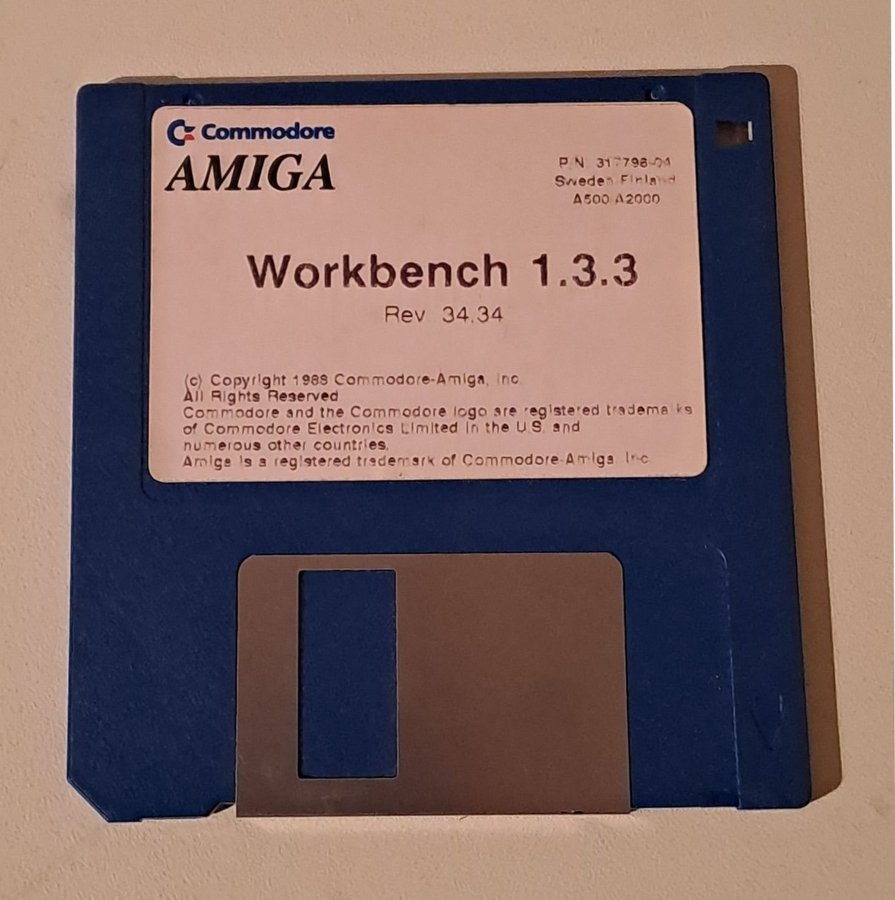 Commodore
AMIGA
P/N 317798-04
Sweden/Finland
A500/A2000
Workbench 1.3.3
Rev 34.34
(c) Copyright 1988 Commodore-Amiga, Inc.
All Rights Reserved
Commodore and the Commodore logo are registered trademarks
of Commodore Electronics Limited in the U.S. and
numerous other countries.
Amiga is a registered trademark of Commodore-Amiga, Inc.